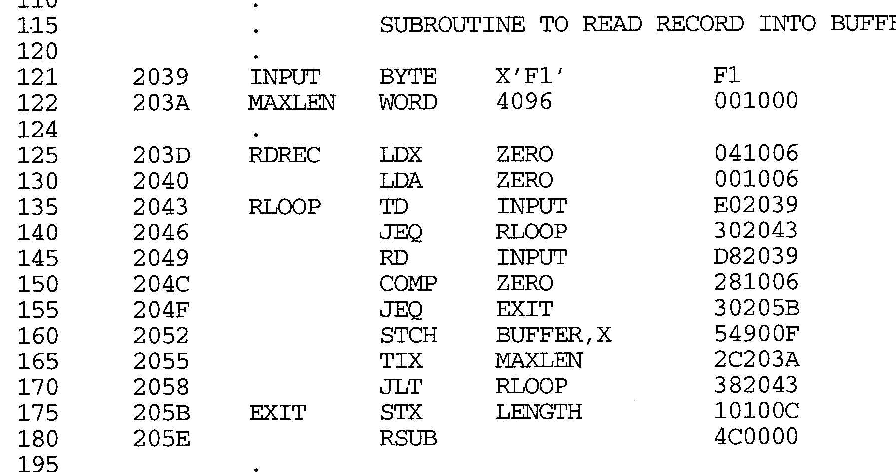 110 .
115 . SUBROUTINE TO READ RECORD INTO
120 .
121 2039 INPUT BYTE X'F1' F1
122 203A MAXLEN WORD 4096 001000
124 .
125 203D RDREC LDX ZERO 041006
130 2040 LDA ZERO 001006
135 2043 RLOOP TD INPUT E02039
140 2046 JEQ RLOOP 302043
145 2049 RD INPUT D82039
150 204C COMP ZERO 281006
155 204F JEQ EXIT 30205B
160 2052 STCH BUFFER,X 54900F
165 2055 TIX MAXLEN 2C203A
170 2058 JLT RLOOP 382043
175 205B EXIT STX LENGTH 10100C
180 205E RSUB 4C0000
195 .